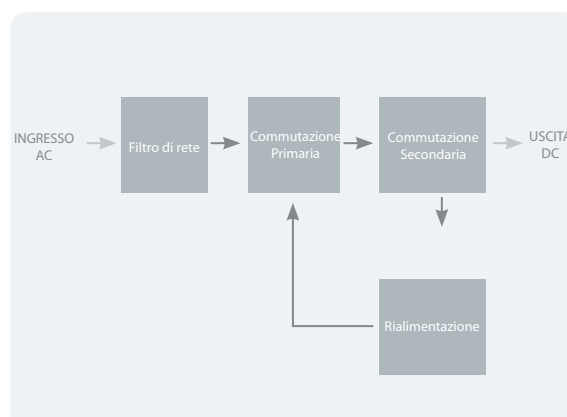 INGRESSO
AC
Filtro di rete
Commutazione
Primaria
Commutazione
Secondaria
USCITA
DC
Rialimentazione